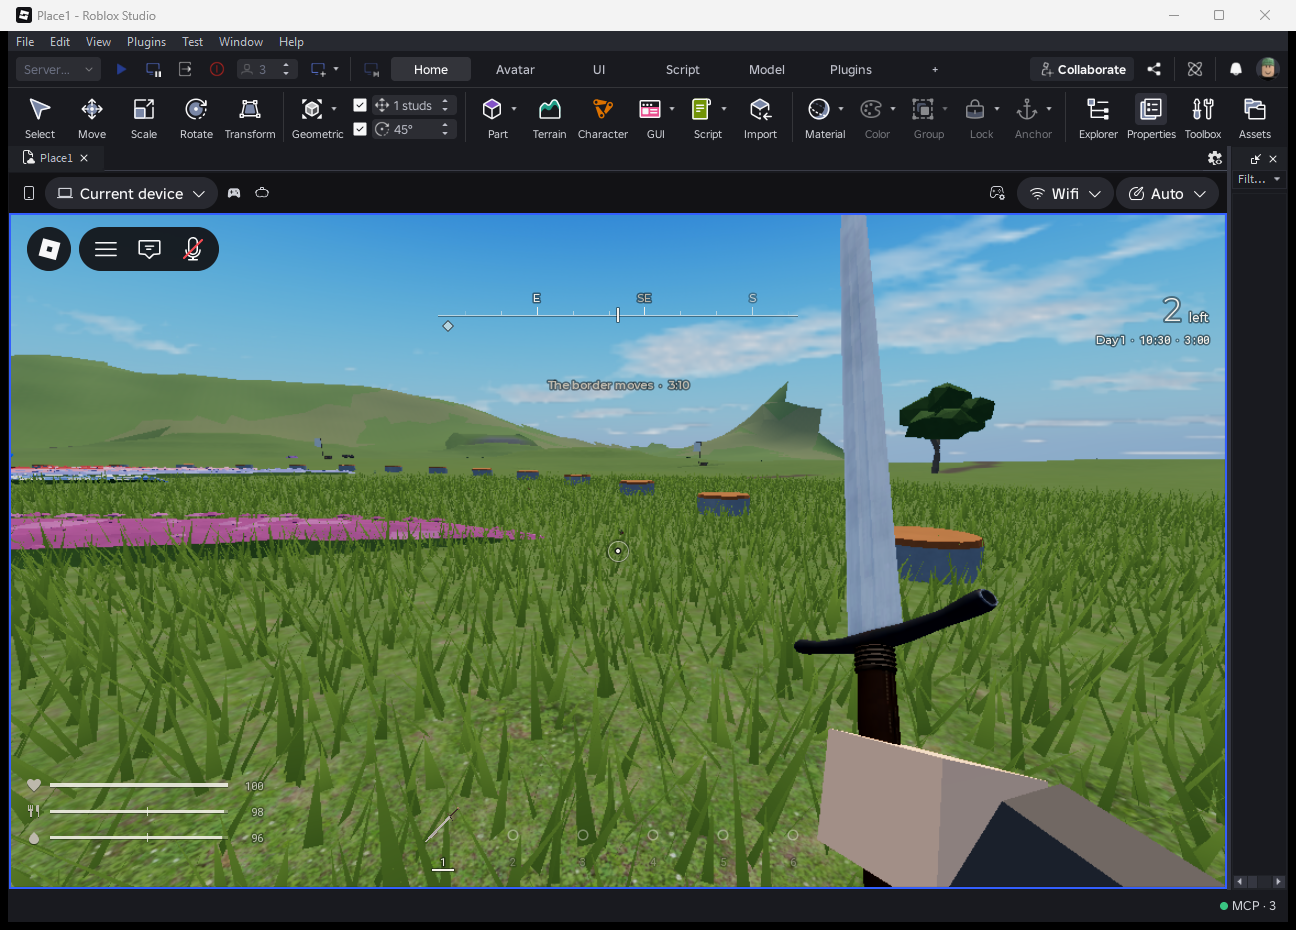 Place1 - Roblox Studio
File Edit View Plugins Test Window Help
Server... 3 Home Avatar UI Script Model Plugins + Collaborate
1 studs
45°
Select Move Scale Rotate Transform Geometric Part Terrain Character GUI Script Import Material Color Group Lock Anchor Explorer Properties Toolbox Assets
Place1
Filt...
Current device Wifi Auto
E SE S
2 left
Day1 · 10:30 · 3:00
The border moves · 3:10
100
98
96
1 2 3 4 5 6
MCP · 3